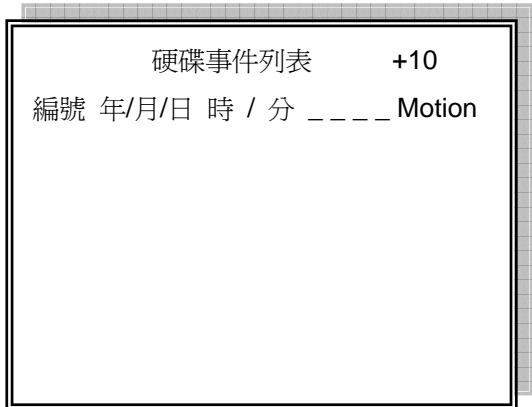 硬碟事件列表 +10
編號 年/月/日 時 / 分 _ _ _ _ Motion